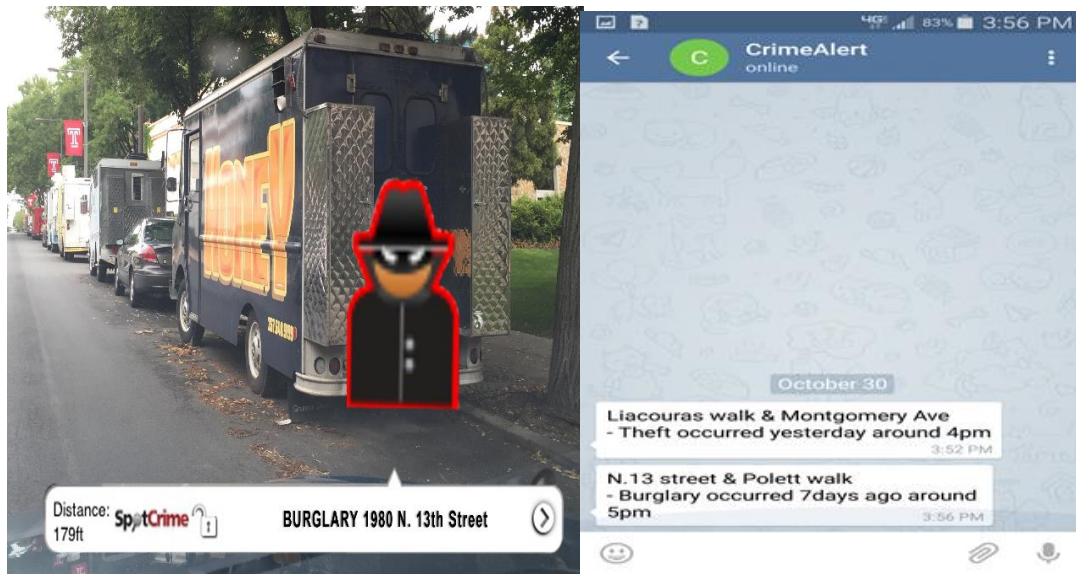 T
T
MONEY
Distance:
179ft
SpotCrime
BURGLARY 1980 N. 13th Street
4G 83% 3:56 PM
C
CrimeAlert
online
October 30
Liacouras walk & Montgomery Ave
- Theft occurred yesterday around 4pm
3:52 PM
N.13 street & Polett walk
- Burglary occurred 7days ago around
5pm
3:56 PM